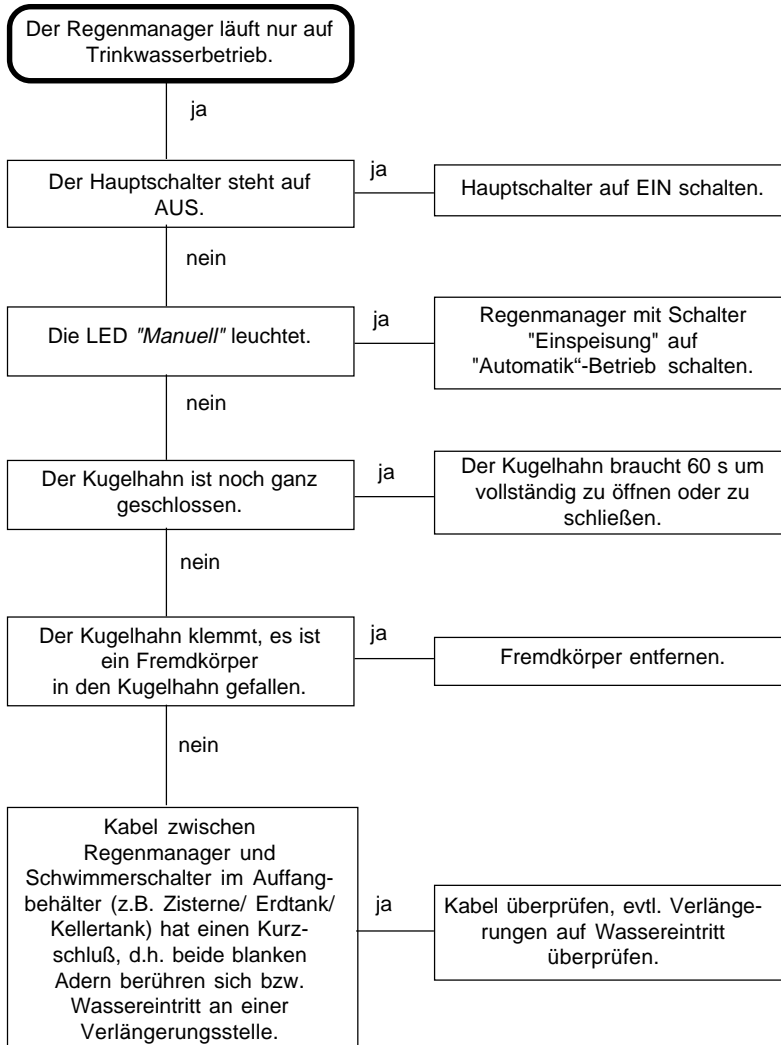 Der Regenmanager läuft nur auf
Trinkwasserbetrieb.
ja
Der Hauptschalter steht auf
AUS.
ja
Hauptschalter auf EIN schalten.
nein
Die LED "Manuell" leuchtet.
ja
Regenmanager mit Schalter
"Einspeisung" auf
"Automatik“-Betrieb schalten.
nein
Der Kugelhahn ist noch ganz
geschlossen.
ja
Der Kugelhahn braucht 60 s um
vollständig zu öffnen oder zu
schließen.
nein
Der Kugelhahn klemmt, es ist
ein Fremdkörper
in den Kugelhahn gefallen.
ja
Fremdkörper entfernen.
nein
Kabel zwischen
Regenmanager und
Schwimmerschalter im Auffang-
behälter (z.B. Zisterne/ Erdtank/
Kellertank) hat einen Kurz-
schluß, d.h. beide blanken
Adern berühren sich bzw.
Wassereintritt an einer
Verlängerungsstelle.
ja
Kabel überprüfen, evtl. Verlänge-
rungen auf Wassereintritt
überprüfen.